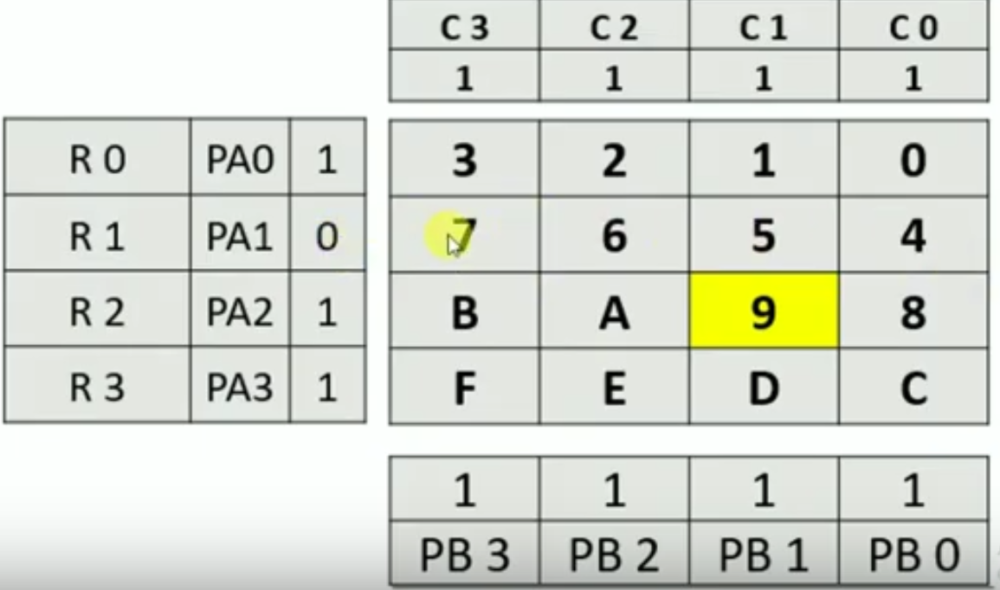 C 3 C 2 C 1 C 0
1 1 1 1
R 0 PA0 1 3 2 1 0
R 1 PA1 0 7 6 5 4
R 2 PA2 1 B A 9 8
R 3 PA3 1 F E D C
1 1 1 1
PB 3 PB 2 PB 1 PB 0